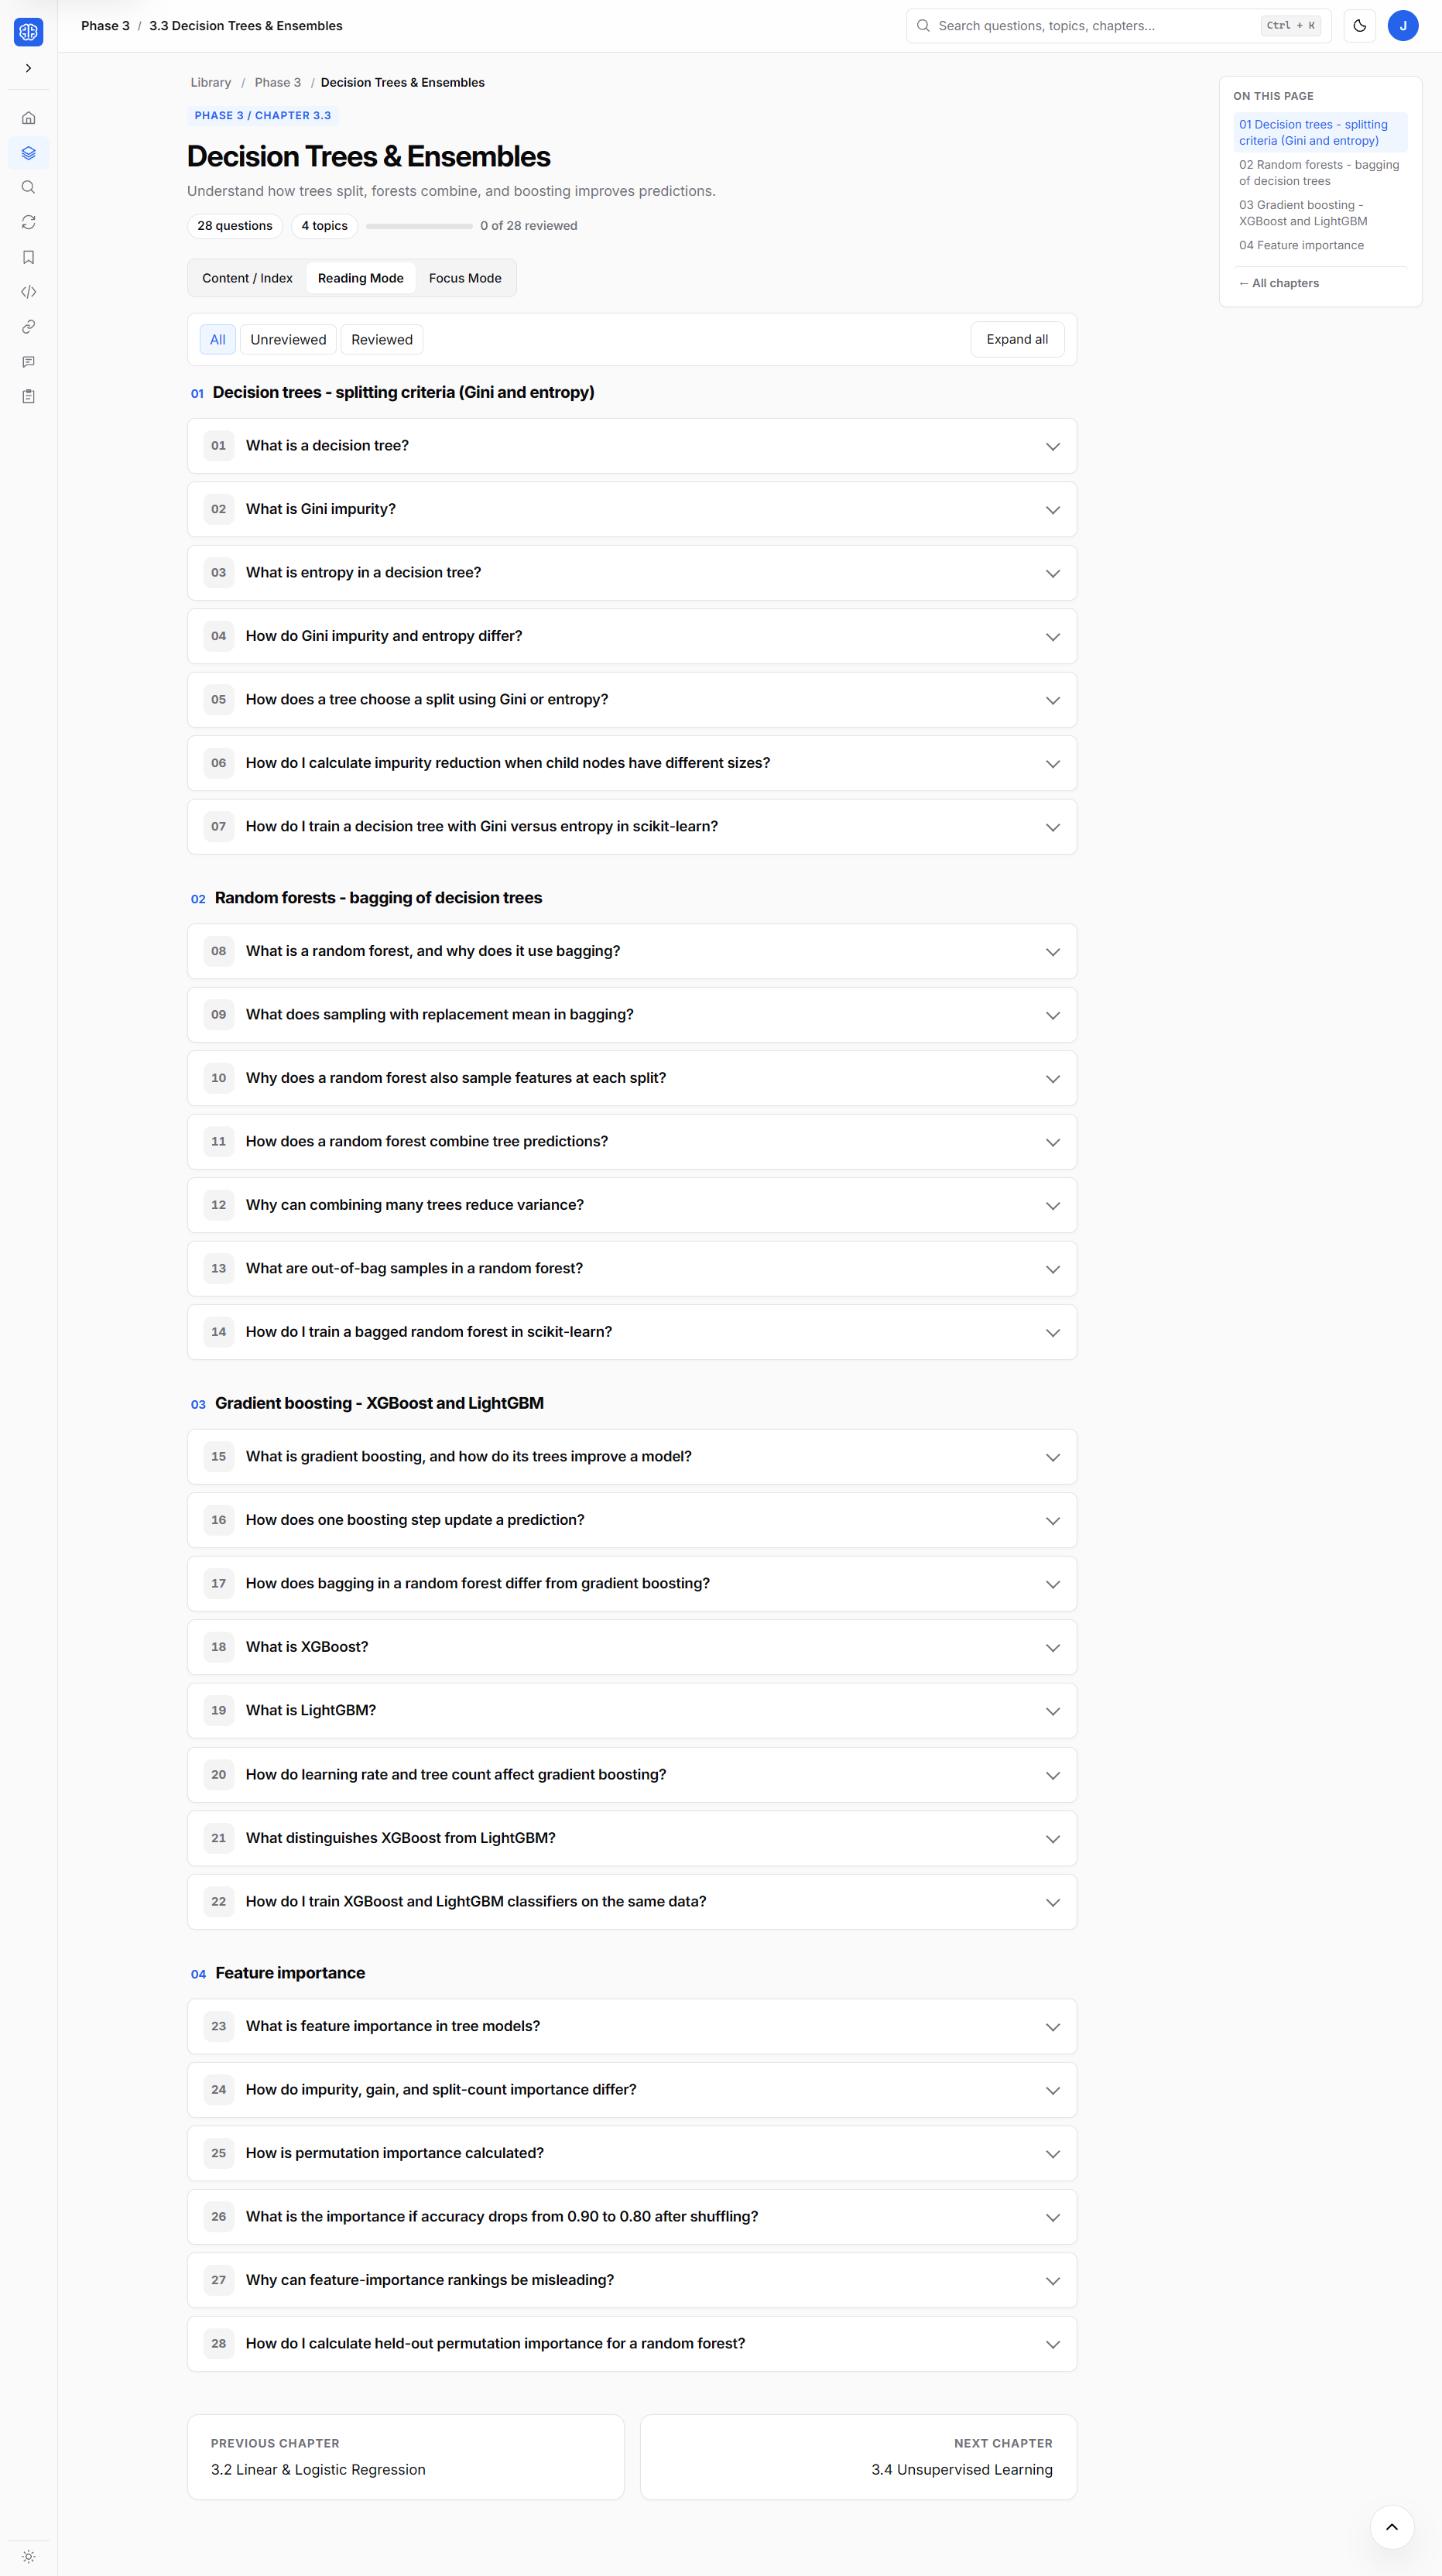 Phase 3 / 3.3 Decision Trees & Ensembles
Search questions, topics, chapters...
Ctrl + K
J
Library / Phase 3 / Decision Trees & Ensembles
PHASE 3 / CHAPTER 3.3
Decision Trees & Ensembles
Understand how trees split, forests combine, and boosting improves predictions.
28 questions
4 topics
0 of 28 reviewed
Content / Index
Reading Mode
Focus Mode
All
Unreviewed
Reviewed
Expand all
01 Decision trees - splitting criteria (Gini and entropy)
01 What is a decision tree?
02 What is Gini impurity?
03 What is entropy in a decision tree?
04 How do Gini impurity and entropy differ?
05 How does a tree choose a split using Gini or entropy?
06 How do I calculate impurity reduction when child nodes have different sizes?
07 How do I train a decision tree with Gini versus entropy in scikit-learn?
02 Random forests - bagging of decision trees
08 What is a random forest, and why does it use bagging?
09 What does sampling with replacement mean in bagging?
10 Why does a random forest also sample features at each split?
11 How does a random forest combine tree predictions?
12 Why can combining many trees reduce variance?
13 What are out-of-bag samples in a random forest?
14 How do I train a bagged random forest in scikit-learn?
03 Gradient boosting - XGBoost and LightGBM
15 What is gradient boosting, and how do its trees improve a model?
16 How does one boosting step update a prediction?
17 How does bagging in a random forest differ from gradient boosting?
18 What is XGBoost?
19 What is LightGBM?
20 How do learning rate and tree count affect gradient boosting?
21 What distinguishes XGBoost from LightGBM?
22 How do I train XGBoost and LightGBM classifiers on the same data?
04 Feature importance
23 What is feature importance in tree models?
24 How do impurity, gain, and split-count importance differ?
25 How is permutation importance calculated?
26 What is the importance if accuracy drops from 0.90 to 0.80 after shuffling?
27 Why can feature-importance rankings be misleading?
28 How do I calculate held-out permutation importance for a random forest?
PREVIOUS CHAPTER
3.2 Linear & Logistic Regression
NEXT CHAPTER
3.4 Unsupervised Learning
ON THIS PAGE
01 Decision trees - splitting
criteria (Gini and entropy)
02 Random forests - bagging
of decision trees
03 Gradient boosting -
XGBoost and LightGBM
04 Feature importance
← All chapters